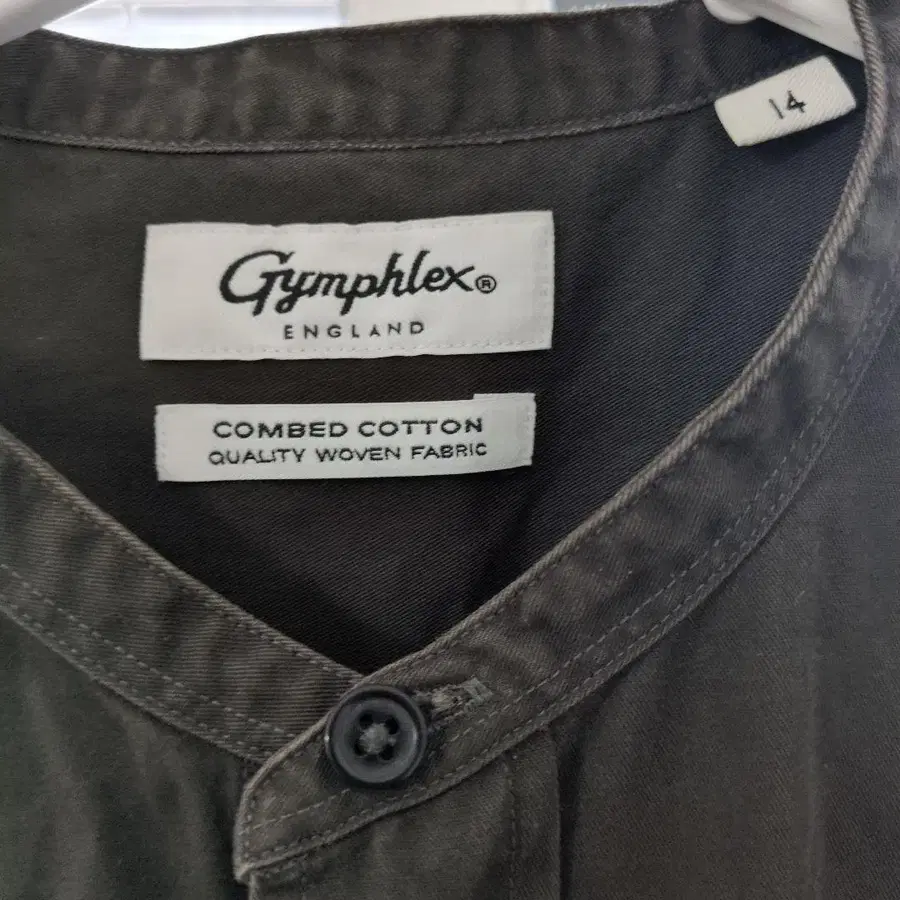 14
Gymphlex®
ENGLAND
COMBED COTTON
QUALITY WOVEN FABRIC